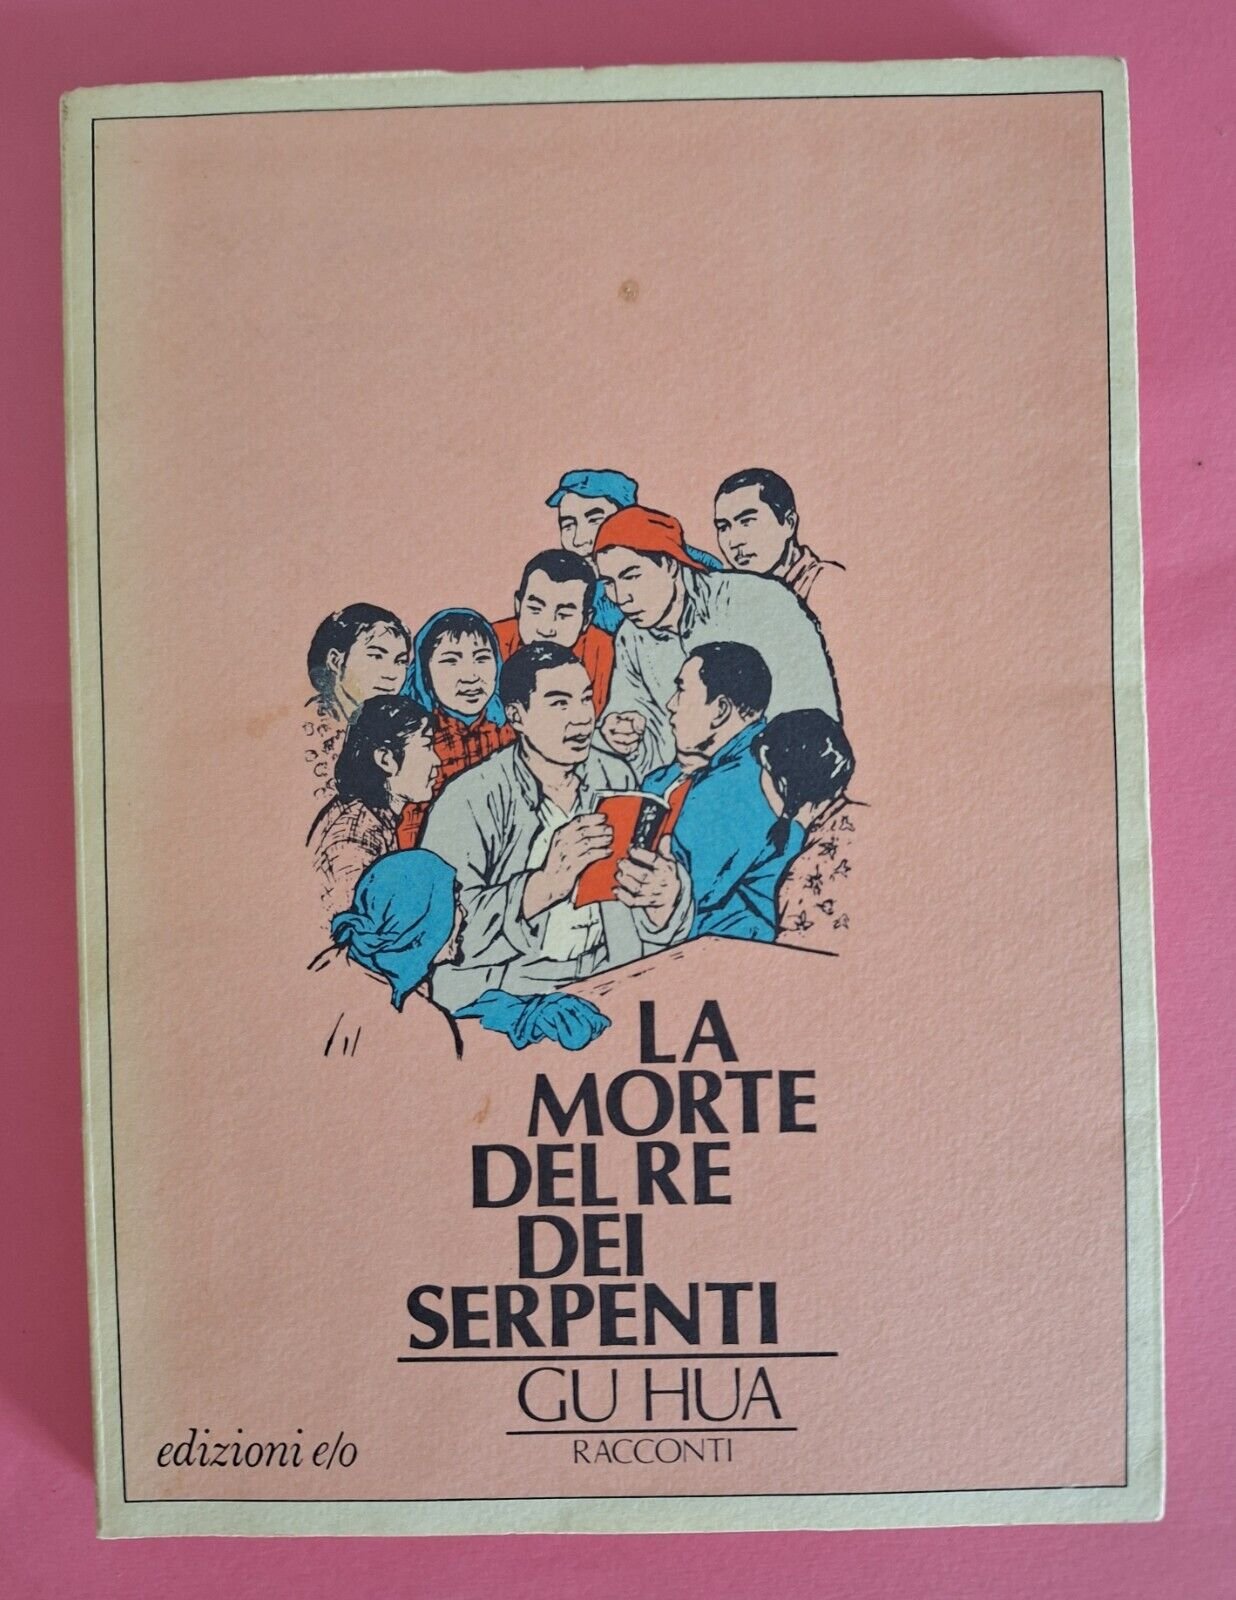 LA
MORTE
DEL RE
DEI
SERPENTI
GU HUA
RACCONTI
edizioni e/o